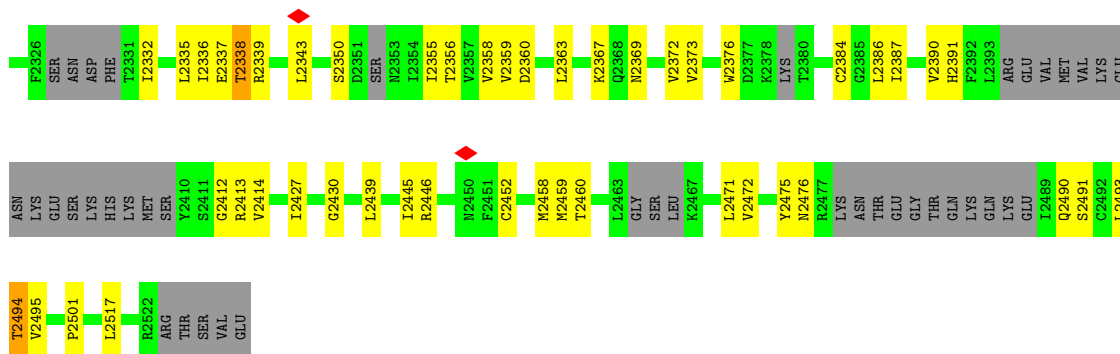 F2326 SER ASN ASP PHE T2331 I2332 L2335 I2336 E2337 T2338 R2339 L2343 S2350 D2351 SER N2353 I2354 I2355 T2356 V2357 V2358 V2359 D2360 L2363 K2367 Q2368 N2369 V2372 V2373 W2376 D2377 K2378 LYS T2380 C2384 G2385 L2386 I2387 V2390 H2391 F2392 L2393 ARG GLU VAL MET VAL LYS GLU
ASN LYS GLU SER LYS HIS LYS MET SER Y2410 S2411 G2412 R2413 V2414 I2427 G2430 L2439 I2445 R2446 N2450 F2451 C2452 M2458 M2459 T2460 L2463 GLY SER LEU K2467 L2471 V2472 Y2475 N2476 R2477 LYS ASN THR GLU GLY THR GLN LYS GLN LYS GLU I2489 Q2490 S2491 C2492 L2493
T2494 V2495 P2501 L2517 R2522 ARG THR SER VAL GLU